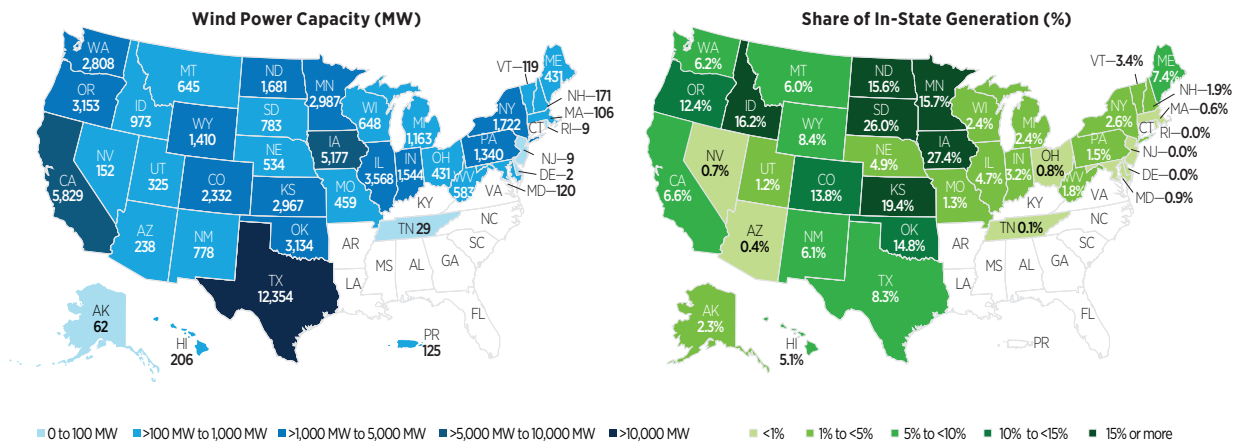 Wind Power Capacity (MW)
WA
2,808
OR
3,153
CA
5,829
NV
152
ID
973
MT
645
WY
1,410
UT
325
AZ
238
CO
2,332
NM
778
ND
1,681
SD
783
NE
534
KS
2,967
OK
3,134
TX
12,354
MN
2,987
IA
5,177
MO
459
AR
LA
WI
648
IL
3,568
MI
1,163
IN
1,544
OH
431
KY
TN 29
MS
AL
GA
FL
SC
NC
VA
WV
583
PA
1,340
NY
1,722
VT—119
ME
431
NH—171
MA—106
CT
RI—9
NJ—9
DE—2
MD—120
AK
62
HI
206
PR
125
0 to 100 MW
>100 MW to 1,000 MW
>1,000 MW to 5,000 MW
>5,000 MW to 10,000 MW
>10,000 MW
Share of In-State Generation (%)
WA
6.2%
OR
12.4%
CA
6.6%
NV
0.7%
ID
16.2%
MT
6.0%
WY
8.4%
UT
1.2%
AZ
0.4%
CO
13.8%
NM
6.1%
ND
15.6%
SD
26.0%
NE
4.9%
KS
19.4%
OK
14.8%
TX
8.3%
MN
15.7%
IA
27.4%
MO
1.3%
AR
LA
WI
2.4%
IL
4.7%
MI
2.4%
IN
3.2%
OH
0.8%
KY
TN 0.1%
MS
AL
GA
FL
SC
NC
VA
WV
1.8%
PA
1.5%
NY
2.6%
VT—3.4%
ME
7.4%
NH—1.9%
MA—0.6%
CT
RI—0.0%
NJ—0.0%
DE—0.0%
MD—0.9%
AK
2.3%
HI
5.1%
PR
<1%
1% to <5%
5% to <10%
10% to <15%
15% or more